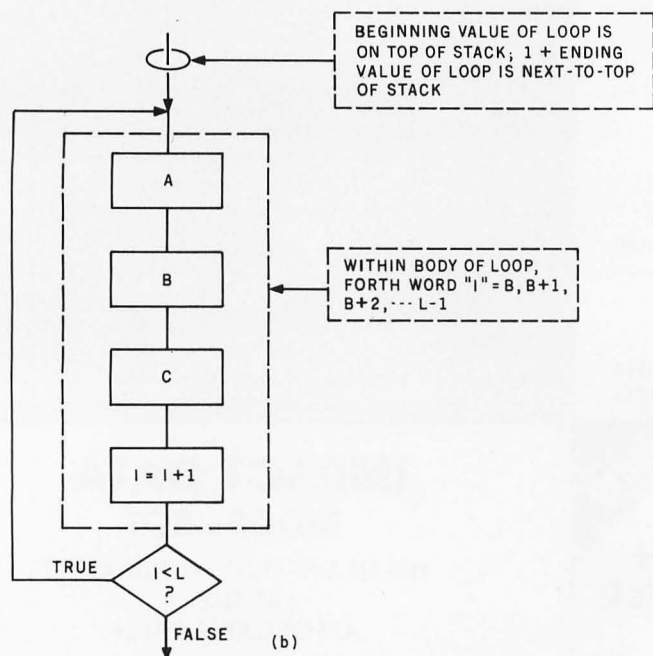 BEGINNING VALUE OF LOOP IS
ON TOP OF STACK; 1 + ENDING
VALUE OF LOOP IS NEXT-TO-TOP
OF STACK
A
B
WITHIN BODY OF LOOP,
FORTH WORD "I" = B, B+1,
B+2, ··· L-1
C
I = I+1
TRUE
I < L
?
FALSE
(b)